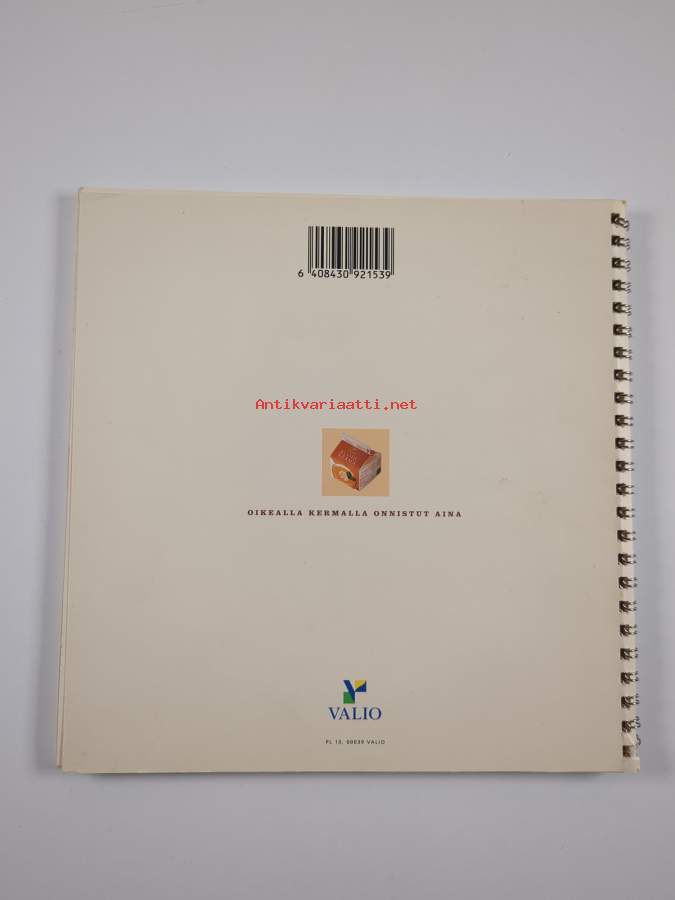 6 408430 921539
Antikvariaatti.net
OIKEALLA KERMALLA ONNISTUT AINA
VALIO
PL 10, 00039 VALIO